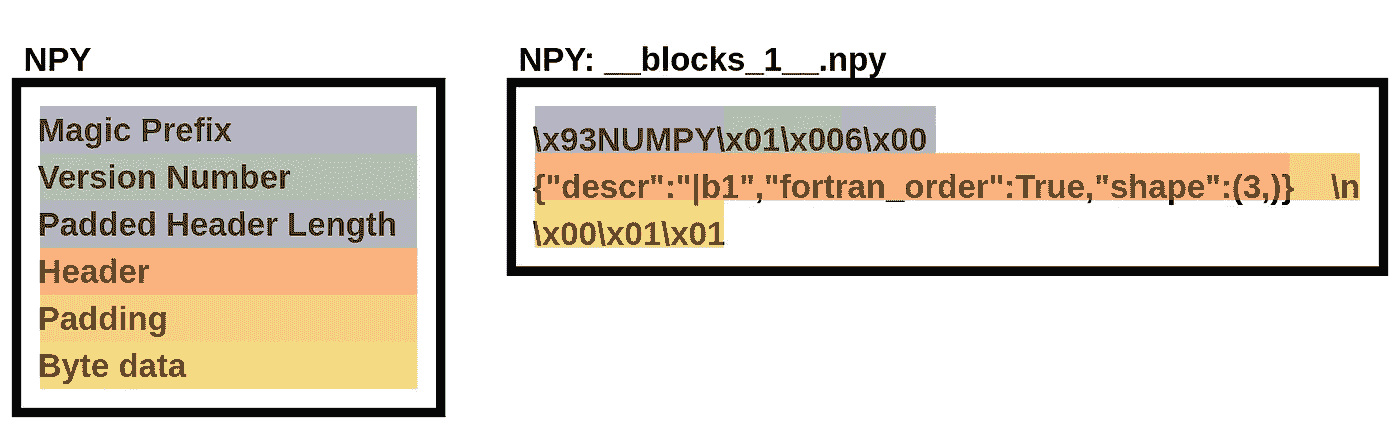 NPY
Magic Prefix
Version Number
Padded Header Length
Header
Padding
Byte data
NPY: __blocks_1__.npy
\x93NUMPY\x01\x006\x00
{"descr":"|b1","fortran_order":True,"shape":(3,)}    \n
\x00\x01\x01